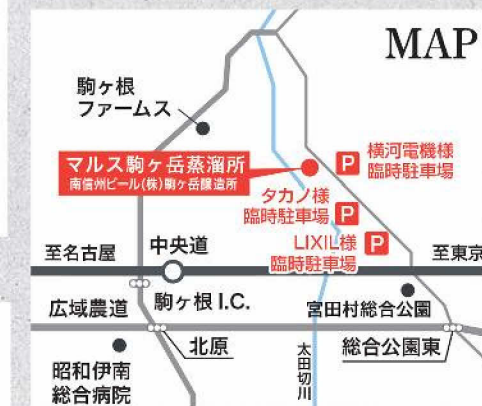 MAP
駒ヶ根
ファームス
マルス駒ヶ岳蒸溜所
南信州ビール(株)駒ヶ岳醸造所
P 横河電機様
臨時駐車場
タカノ様
臨時駐車場 P
LIXIL様
臨時駐車場 P
至名古屋
中央道
至東京
駒ヶ根 I.C.
宮田村総合公園
広域農道
北原
総合公園東
太田切川
昭和伊南
総合病院